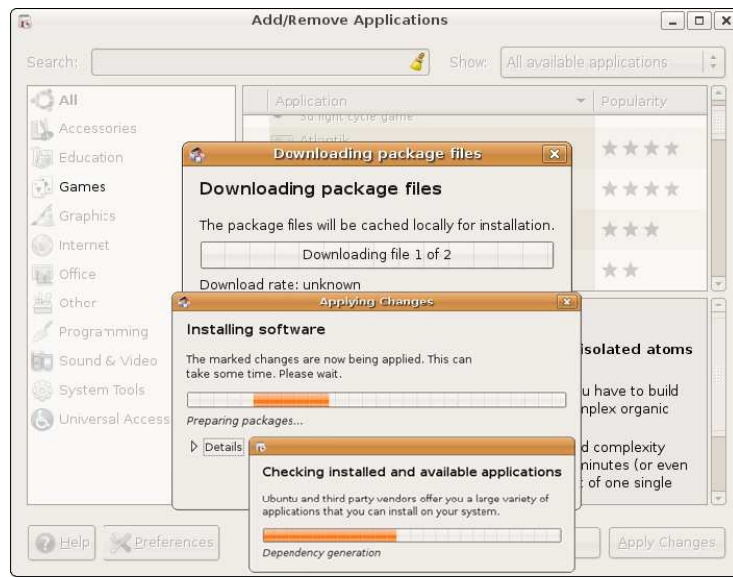 Add/Remove Applications
Search:
Show: All available applications
All
Accessories
Education
Games
Graphics
Internet
Office
Other
Programming
Sound & Video
System Tools
Universal Access
Application
Popularity
light cycle game
Atlantik
Downloading package files
Downloading package files
The package files will be cached locally for installation.
Downloading file 1 of 2
Download rate: unknown
Applying Changes
Installing software
The marked changes are now being applied. This can
take some time. Please wait.
Preparing packages...
Details
Checking installed and available applications
Ubuntu and third party vendors offer you a large variety of
applications that you can install on your system.
Dependency generation
isolated atoms
u have to build
mplex organic
d complexity
minutes (or even
of one single
Help
Preferences
Apply Changes